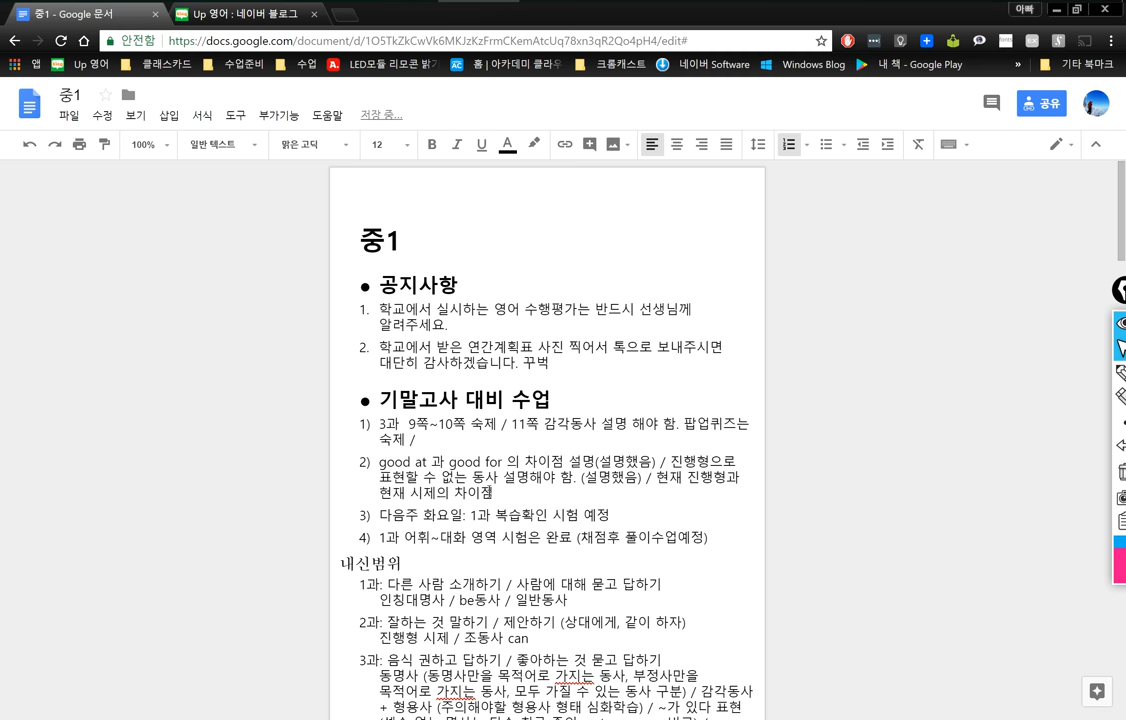 중1 - Google 문서
Up 영어 : 네이버 블로그
아빠
안전함 https://docs.google.com/document/d/1O5TkZkCwVk6MKJzKzFrmCKemAtcUq78xn3qR2Qo4pH4/edit#
앱 Up 영어 클래스카드 수업준비 수업 LED모듈 리모콘 밝기 홈 | 아카데미 클라우 크롬캐스트 네이버 Software Windows Blog 내 책 - Google Play » 기타 북마크
중1
파일 수정 보기 삽입 서식 도구 부가기능 도움말 저장 중...
공유
100% 일반 텍스트 맑은 고딕 12 B I U A
중1
● 공지사항
1. 학교에서 실시하는 영어 수행평가는 반드시 선생님께
알려주세요.
2. 학교에서 받은 연간계획표 사진 찍어서 톡으로 보내주시면
대단히 감사하겠습니다. 꾸벅
● 기말고사 대비 수업
1) 3과 9쪽~10쪽 숙제 / 11쪽 감각동사 설명 해야 함. 팝업퀴즈는
숙제 /
2) good at 과 good for 의 차이점 설명(설명했음) / 진행형으로
표현할 수 없는 동사 설명해야 함. (설명했음) / 현재 진행형과
현재 시제의 차이점
3) 다음주 화요일: 1과 복습확인 시험 예정
4) 1과 어휘~대화 영역 시험은 완료 (채점후 풀이수업예정)
내신범위
1과: 다른 사람 소개하기 / 사람에 대해 묻고 답하기
인칭대명사 / be동사 / 일반동사
2과: 잘하는 것 말하기 / 제안하기 (상대에게, 같이 하자)
진행형 시제 / 조동사 can
3과: 음식 권하고 답하기 / 좋아하는 것 묻고 답하기
동명사 (동명사만을 목적어로 가지는 동사, 부정사만을
목적어로 가지는 동사, 모두 가질 수 있는 동사 구분) / 감각동사
+ 형용사 (주의해야할 형용사 형태 심화학습) / ~가 있다 표현